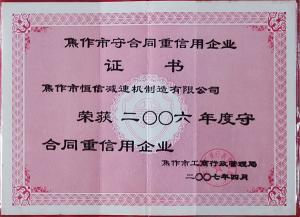 焦作市守合同重信用企业
证书
焦作市恒信减速机制造有限公司
荣获二〇〇六年度守
合同重信用企业
焦作市工商行政管理局
二〇〇七年四月